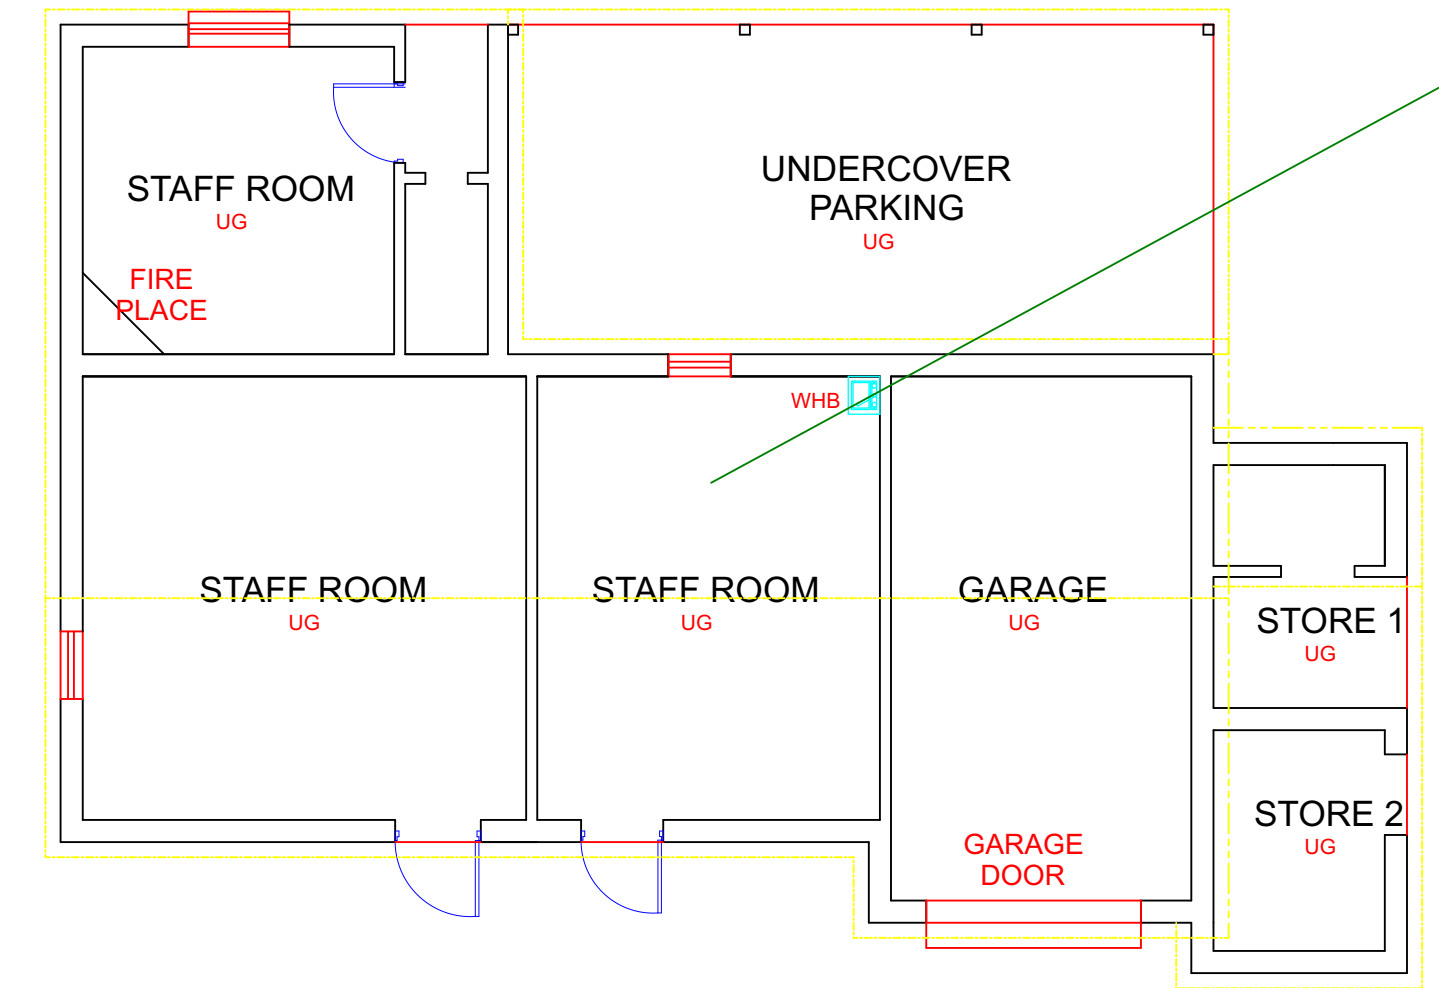 UNDERCOVER
PARKING
UG
STAFF ROOM
UG
FIRE
PLACE
WHB
STAFF ROOM
UG
STAFF ROOM
UG
GARAGE
UG
STORE 1
UG
STORE 2
UG
GARAGE
DOOR